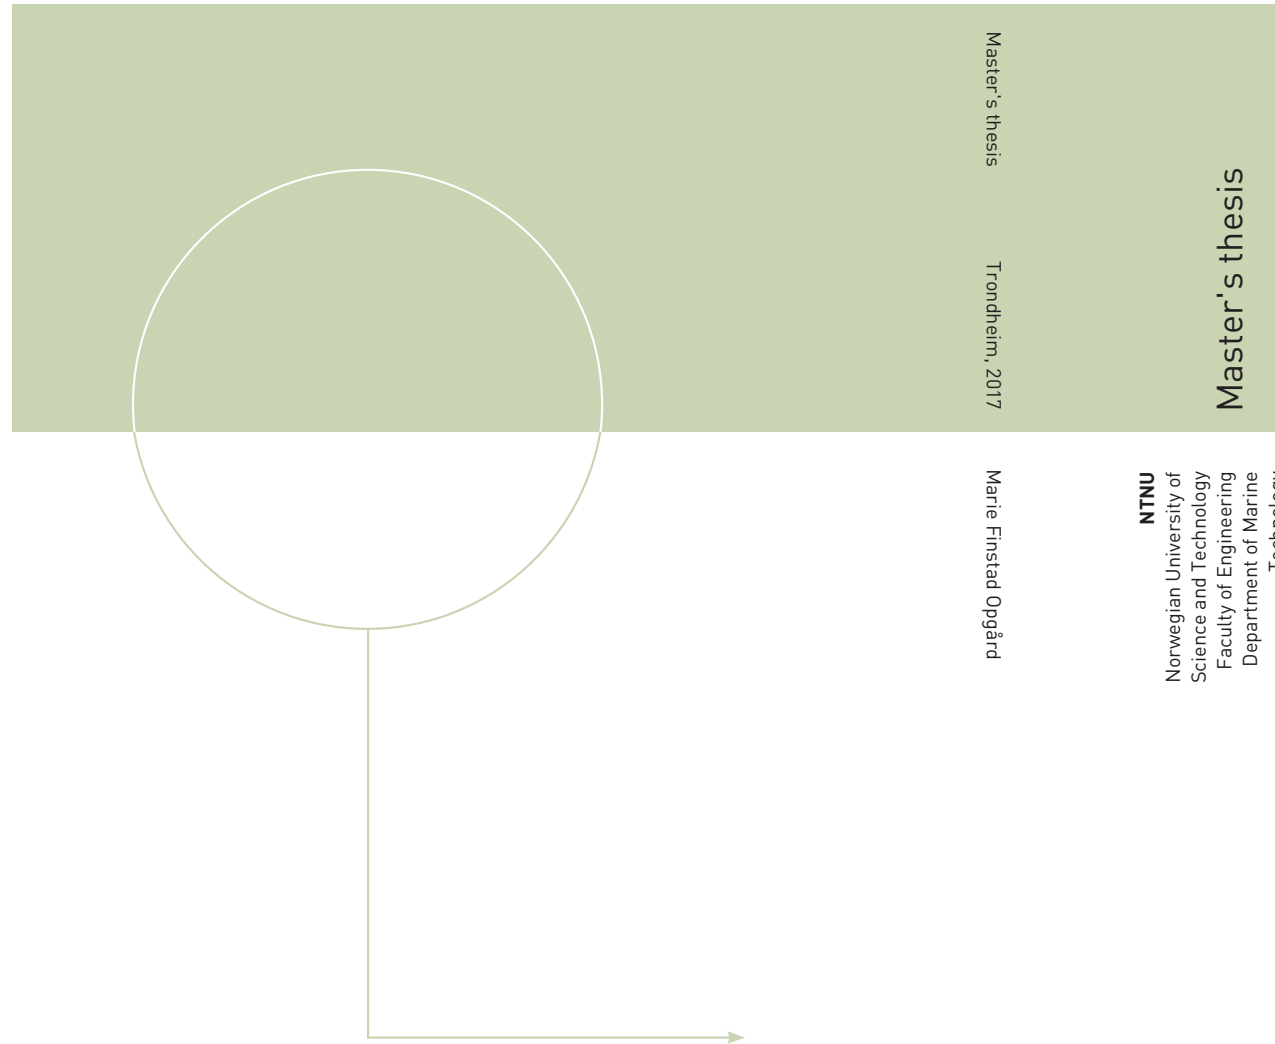 Master's thesis
Trondheim, 2017
Marie Finstad Opgård
Master's thesis
NTNU
Norwegian University of
Science and Technology
Faculty of Engineering
Department of Marine